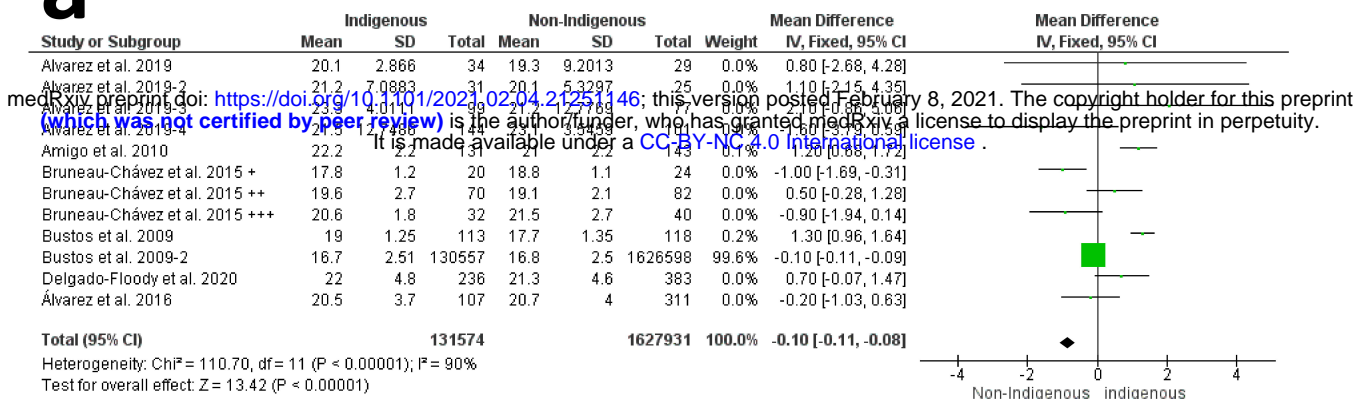 a
Indigenous Non-Indigenous Mean Difference Mean Difference
Study or Subgroup Mean SD Total Mean SD Total Weight IV, Fixed, 95% CI IV, Fixed, 95% CI
Alvarez et al. 2019 20.1 2.866 34 19.3 9.2013 29 0.0% 0.80 [-2.68, 4.28]
Alvarez et al. 2019-2 21.2 7.0883 31 20.1 5.3297 25 0.0% 1.10 [-2.15, 4.35]
medRxiv preprint doi: https://doi.org/10.1101/2021.02.04.21251146; this version posted February 8, 2021. The copyright holder for this preprint
(which was not certified by peer review) is the author/funder, who has granted medRxiv a license to display the preprint in perpetuity.
It is made available under a CC-BY-NC 4.0 International license .
Amigo et al. 2010 22.2 2.2 131 21 2.2 143 0.1% 1.20 [0.68, 1.72]
Bruneau-Chávez et al. 2015 + 17.8 1.2 20 18.8 1.1 24 0.0% -1.00 [-1.69, -0.31]
Bruneau-Chávez et al. 2015 ++ 19.6 2.7 70 19.1 2.1 82 0.0% 0.50 [-0.28, 1.28]
Bruneau-Chávez et al. 2015 +++ 20.6 1.8 32 21.5 2.7 40 0.0% -0.90 [-1.94, 0.14]
Bustos et al. 2009 19 1.25 113 17.7 1.35 118 0.2% 1.30 [0.96, 1.64]
Bustos et al. 2009-2 16.7 2.51 130557 16.8 2.5 1626598 99.6% -0.10 [-0.11, -0.09]
Delgado-Floody et al. 2020 22 4.8 236 21.3 4.6 383 0.0% 0.70 [-0.07, 1.47]
Álvarez et al. 2016 20.5 3.7 107 20.7 4 311 0.0% -0.20 [-1.03, 0.63]
Total (95% CI) 131574 1627931 100.0% -0.10 [-0.11, -0.08]
Heterogeneity: Chi² = 110.70, df = 11 (P < 0.00001); I² = 90%
Test for overall effect: Z = 13.42 (P < 0.00001)
-4 -2 0 2 4
Non-Indigenous indigenous